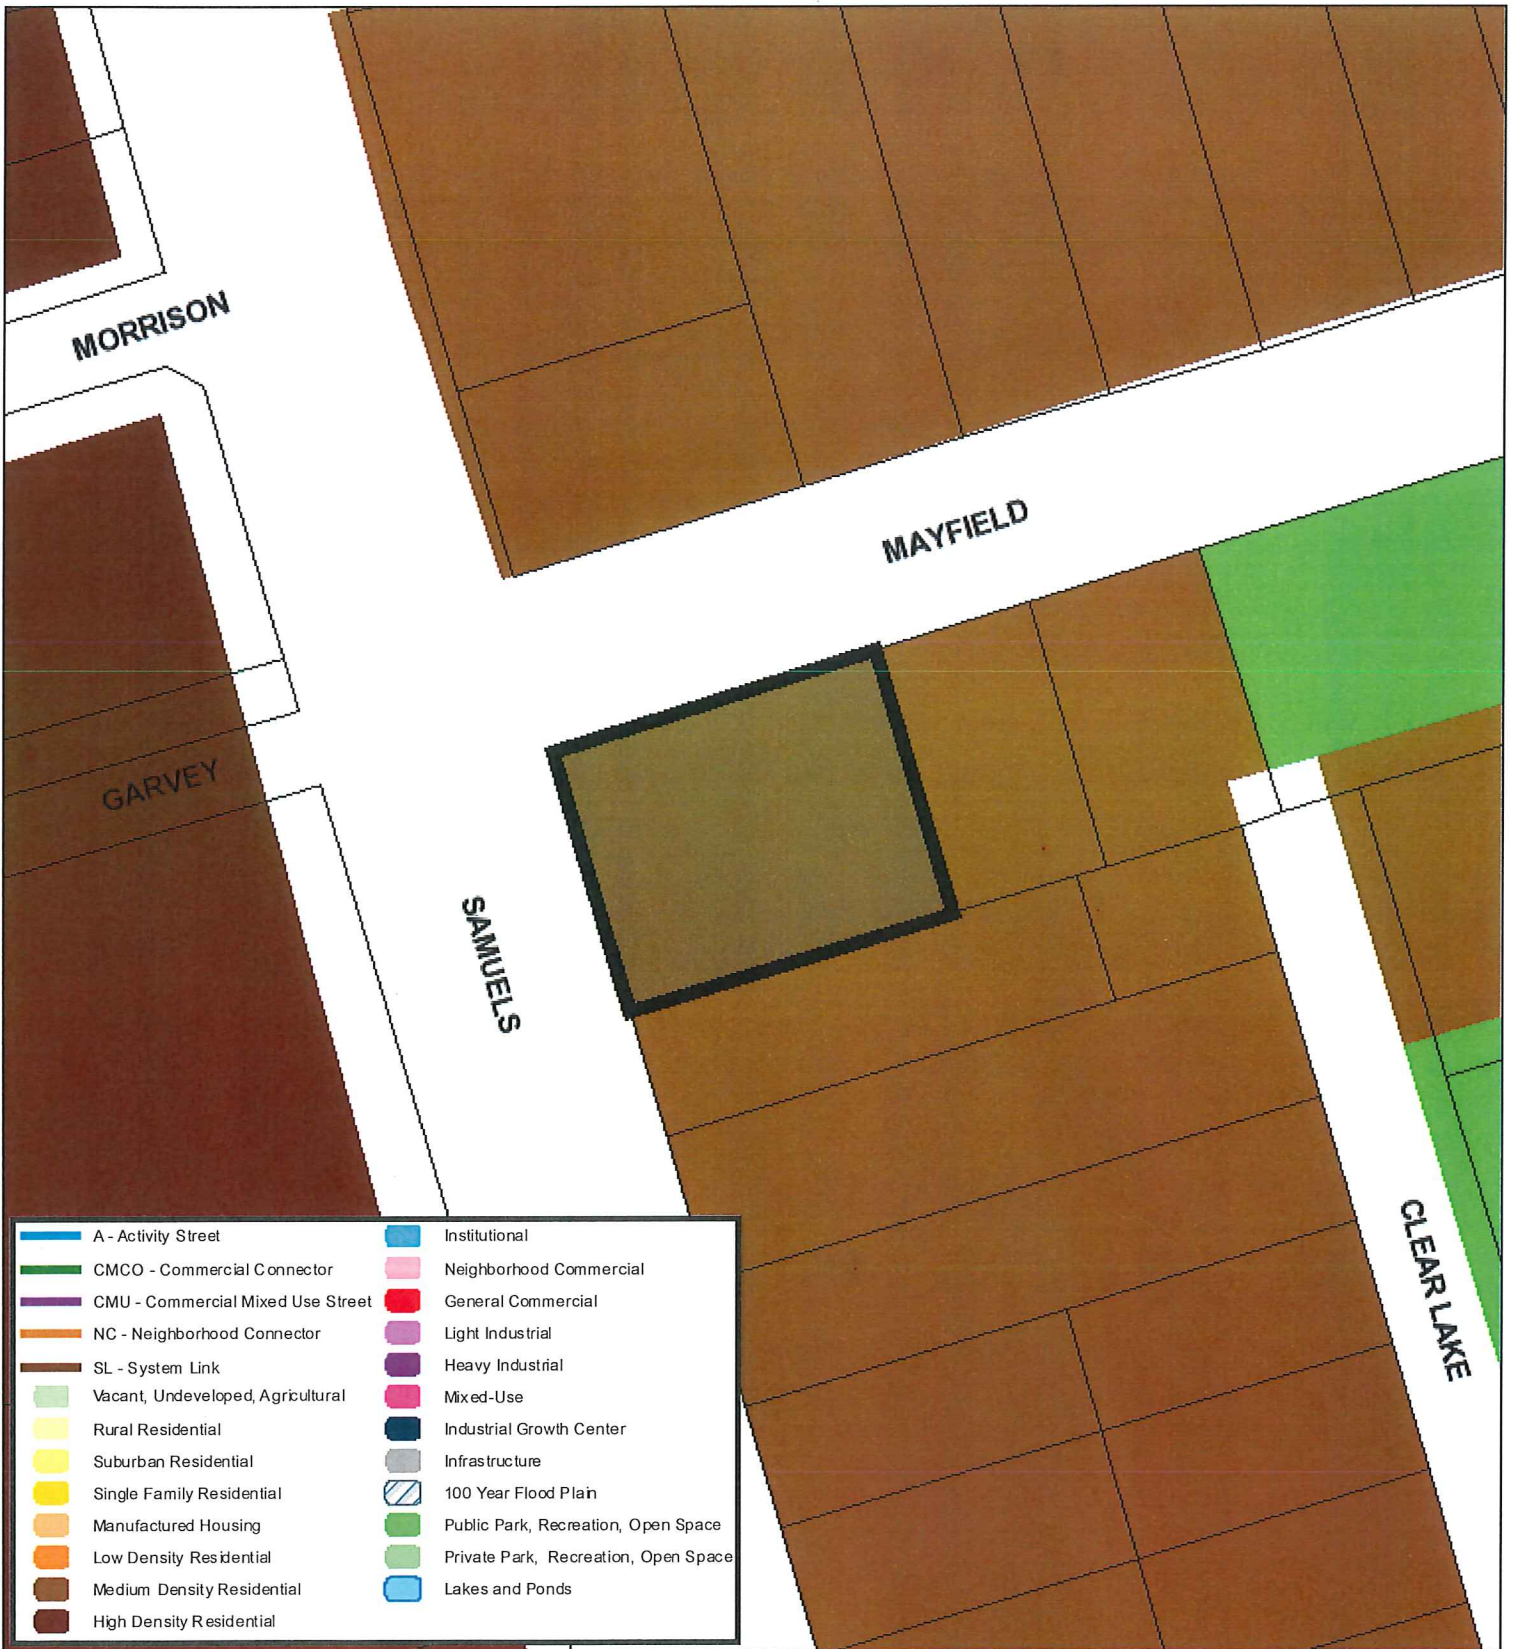 MORRISON
MAYFIELD
GARVEY
SAMUELS
CLEAR LAKE
A - Activity Street
CMCO - Commercial Connector
CMU - Commercial Mixed Use Street
NC - Neighborhood Connector
SL - System Link
Vacant, Undeveloped, Agricultural
Rural Residential
Suburban Residential
Single Family Residential
Manufactured Housing
Low Density Residential
Medium Density Residential
High Density Residential
Institutional
Neighborhood Commercial
General Commercial
Light Industrial
Heavy Industrial
Mixed-Use
Industrial Growth Center
Infrastructure
100 Year Flood Plain
Public Park, Recreation, Open Space
Private Park, Recreation, Open Space
Lakes and Ponds